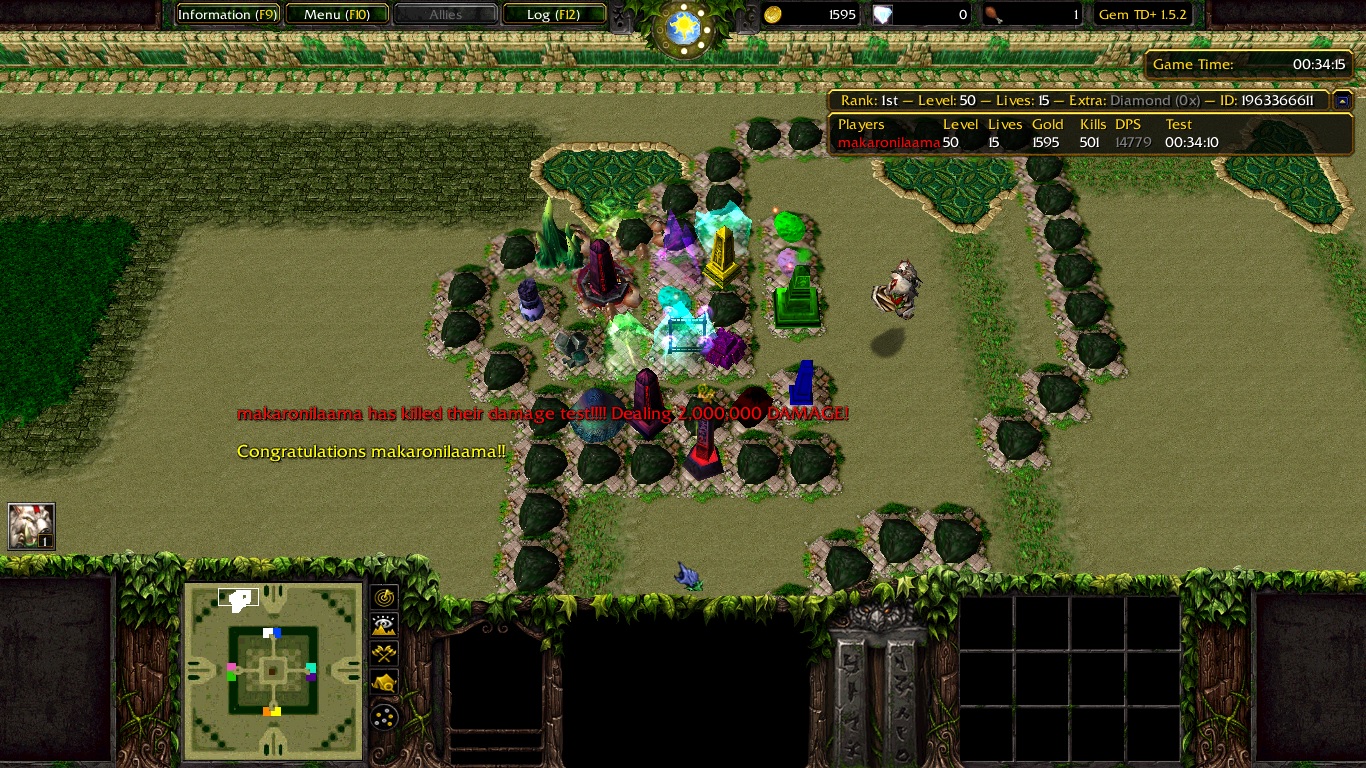 Information (F9) Menu (F10) Allies Log (F12) 1595 0 1 Gem TD+ 1.5.2
Game Time: 00:34:15
Rank: 1st – Level: 50 – Lives: 15 – Extra: Diamond (0x) – ID: 1963366611
Players Level Lives Gold Kills DPS Test
makaronilaama 50 15 1595 501 14779 00:34:10
makaronilaama has killed their damage test!!!! Dealing 2.000.000 DAMAGE!
Congratulations makaronilaama!!
1